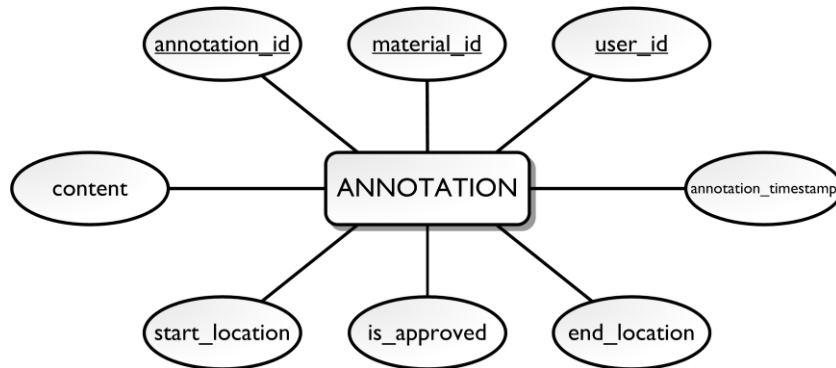 annotation_id
material_id
user_id
content
ANNOTATION
annotation_timestamp
start_location
is_approved
end_location